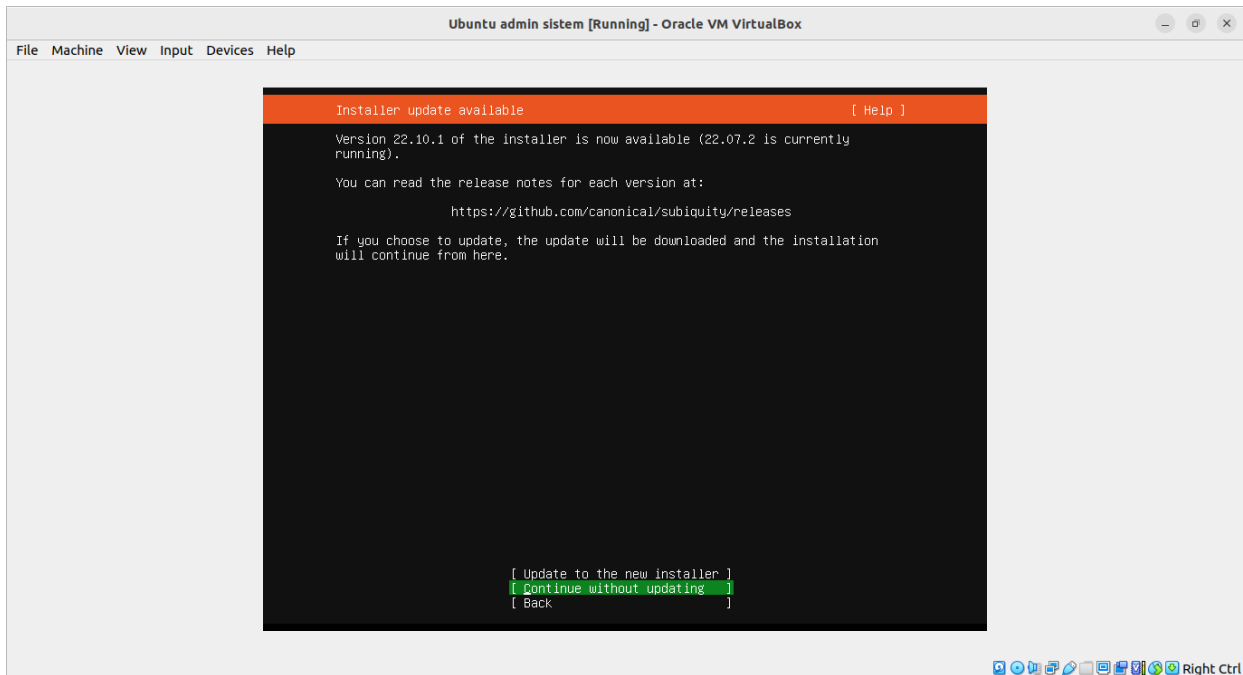 Ubuntu admin sistem [Running] - Oracle VM VirtualBox
File Machine View Input Devices Help
Installer update available [ Help ]
Version 22.10.1 of the installer is now available (22.07.2 is currently
running).
You can read the release notes for each version at:
https://github.com/canonical/subiquity/releases
If you choose to update, the update will be downloaded and the installation
will continue from here.
[ Update to the new installer ]
[ Continue without updating ]
[ Back ]
Right Ctrl